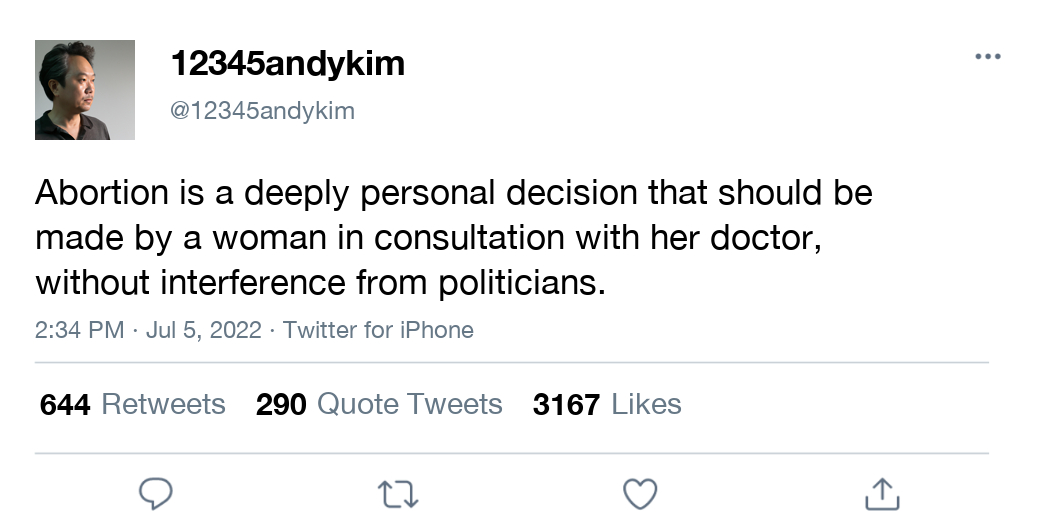 12345andykim
@12345andykim
Abortion is a deeply personal decision that should be
made by a woman in consultation with her doctor,
without interference from politicians.
2:34 PM · Jul 5, 2022 · Twitter for iPhone
644 Retweets 290 Quote Tweets 3167 Likes